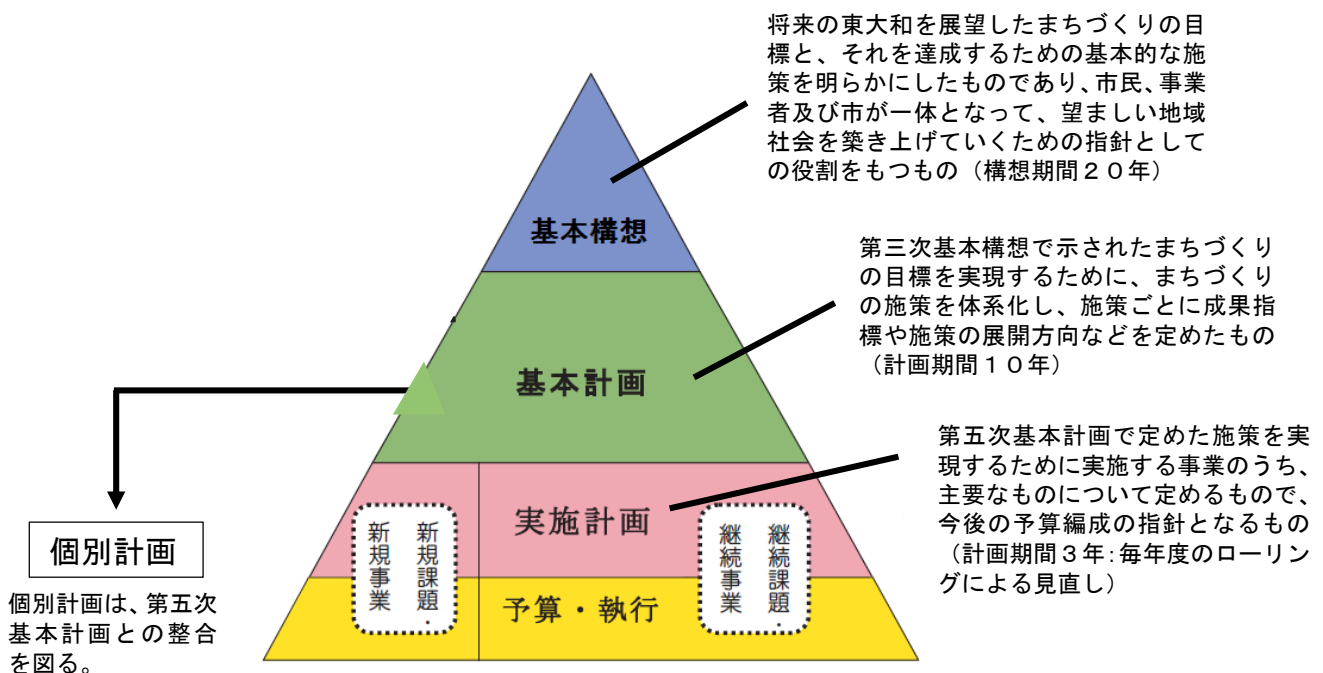 将来の東大和を展望したまちづくりの目
標と、それを達成するための基本的な施
策を明らかにしたものであり、市民、事業
者及び市が一体となって、望ましい地域
社会を築き上げていくための指針として
の役割をもつもの（構想期間２０年）
基本構想
第三次基本構想で示されたまちづくり
の目標を実現するために、まちづくり
の施策を体系化し、施策ごとに成果指
標や施策の展開方向などを定めたもの
（計画期間１０年）
基本計画
第五次基本計画で定めた施策を実
現するために実施する事業のうち、
主要なものについて定めるもので、
今後の予算編成の指針となるもの
（計画期間３年：毎年度のローリン
グによる見直し）
実施計画
新規課題・
新規事業
継続課題・
継続事業
予算・執行
個別計画
個別計画は、第五次
基本計画との整合
を図る。